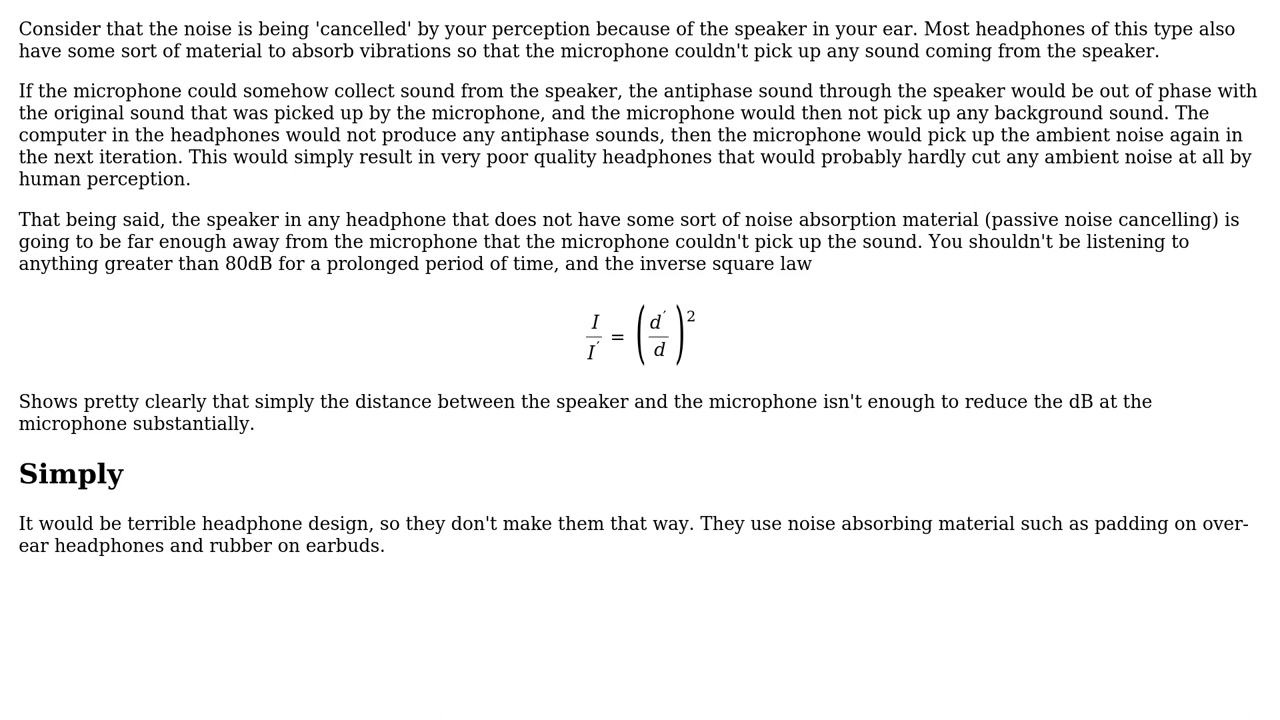 Consider that the noise is being 'cancelled' by your perception because of the speaker in your ear. Most headphones of this type also
have some sort of material to absorb vibrations so that the microphone couldn't pick up any sound coming from the speaker.
If the microphone could somehow collect sound from the speaker, the antiphase sound through the speaker would be out of phase with
the original sound that was picked up by the microphone, and the microphone would then not pick up any background sound. The
computer in the headphones would not produce any antiphase sounds, then the microphone would pick up the ambient noise again in
the next iteration. This would simply result in very poor quality headphones that would probably hardly cut any ambient noise at all by
human perception.
That being said, the speaker in any headphone that does not have some sort of noise absorption material (passive noise cancelling) is
going to be far enough away from the microphone that the microphone couldn't pick up the sound. You shouldn't be listening to
anything greater than 80dB for a prolonged period of time, and the inverse square law
I/I′ = (d′/d)²
Shows pretty clearly that simply the distance between the speaker and the microphone isn't enough to reduce the dB at the
microphone substantially.
Simply
It would be terrible headphone design, so they don't make them that way. They use noise absorbing material such as padding on over-
ear headphones and rubber on earbuds.